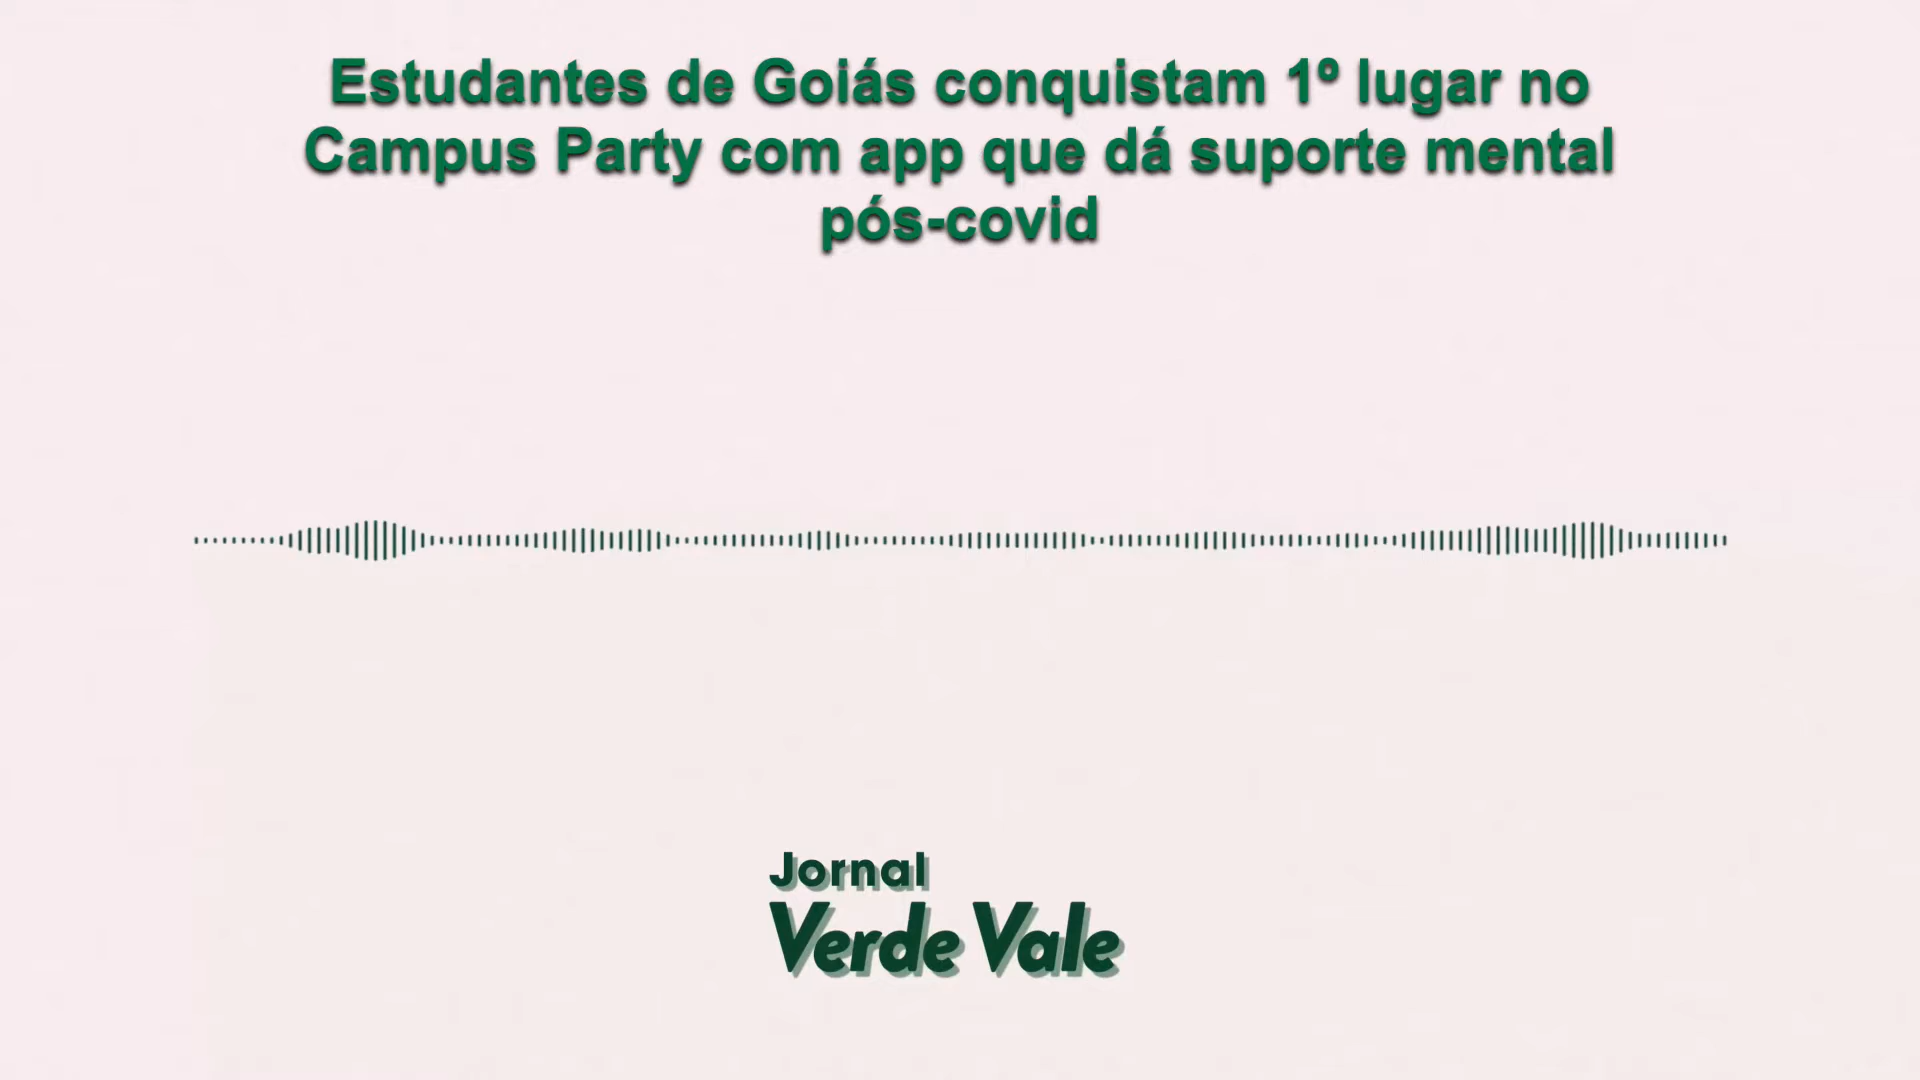 Estudantes de Goiás conquistam 1º lugar no
Campus Party com app que dá suporte mental
pós-covid
Jornal
Verde Vale